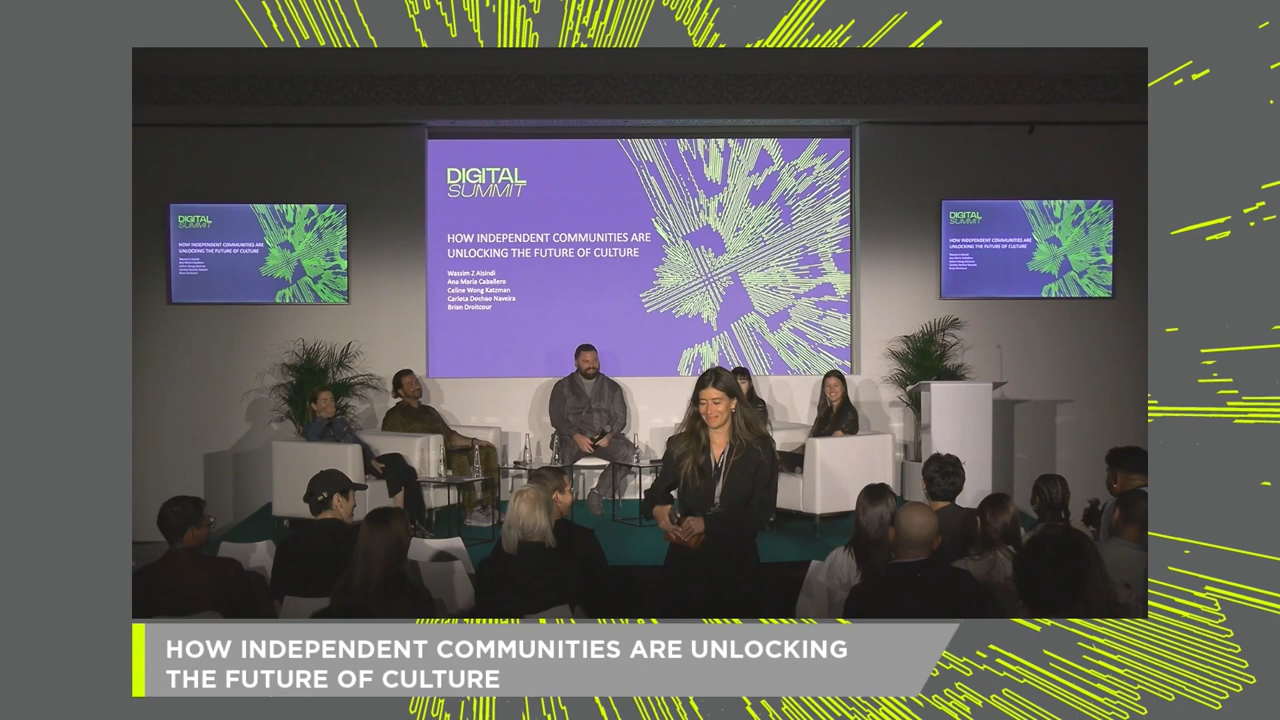 DIGITAL
SUMMIT
HOW INDEPENDENT COMMUNITIES ARE
UNLOCKING THE FUTURE OF CULTURE
Wassim Z Alsindi
Ana Maria Caballero
Celine Wong Katzman
Carlota Dochao Naveira
Brian Droitcour
DIGITAL
SUMMIT
HOW INDEPENDENT COMMUNITIES ARE
UNLOCKING THE FUTURE OF CULTURE
DIGITAL
SUMMIT
HOW INDEPENDENT COMMUNITIES ARE
UNLOCKING THE FUTURE OF CULTURE
HOW INDEPENDENT COMMUNITIES ARE UNLOCKING
THE FUTURE OF CULTURE